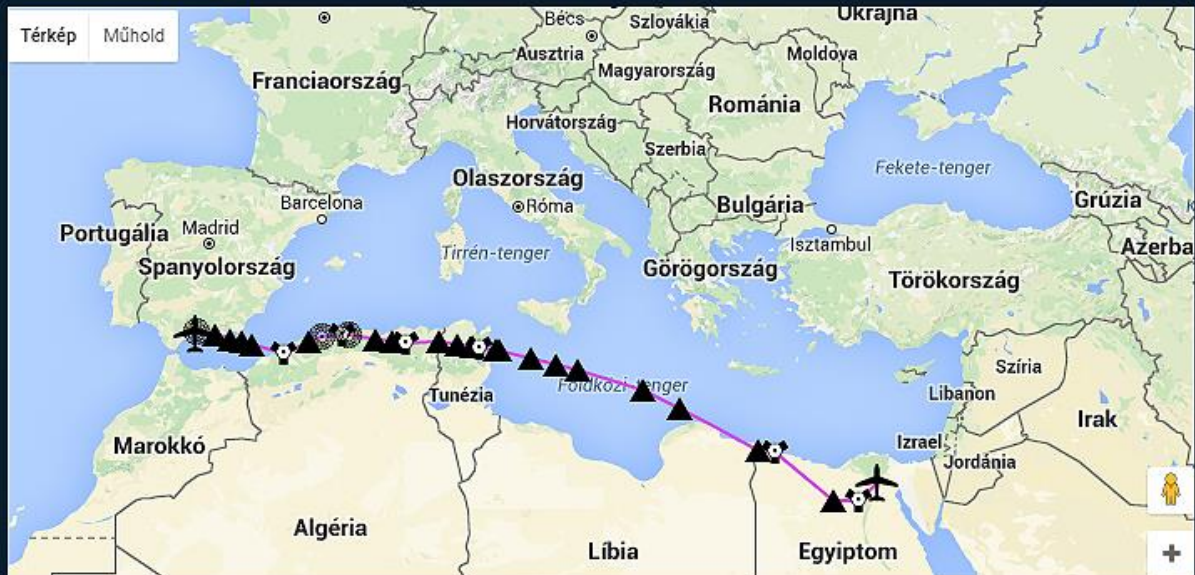 Térkép
Műhold
Bécs
Szlovákia
Ukrajna
Ausztria
Moldova
Magyarország
Franciaország
Románia
Horvátország
Szerbia
Fekete-tenger
Olaszország
Barcelona
Róma
Bulgária
Grúzia
Portugália
Madrid
Isztambul
Azerba
Tirrén-tenger
Spanyolország
Görögország
Törökország
Szíria
Földközi-tenger
Tunézia
Libanon
Irak
Marokkó
Izrael
Jordánia
Algéria
Líbia
Egyiptom
+